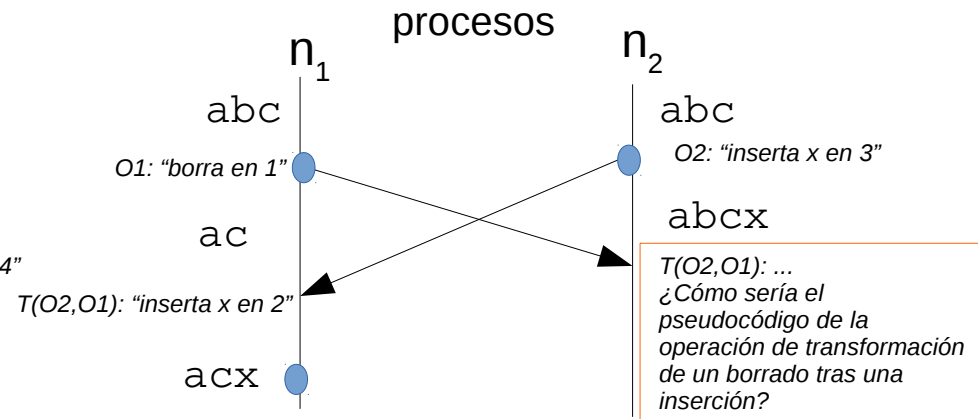 procesos
n1
n2
abc
abc
O1: “borra en 1”
O2: “inserta x en 3”
abcx
ac
4”
T(O2,O1): “inserta x en 2”
T(O2,O1): ...
¿Cómo sería el
pseudocódigo de la
operación de transformación
de un borrado tras una
inserción?
acx